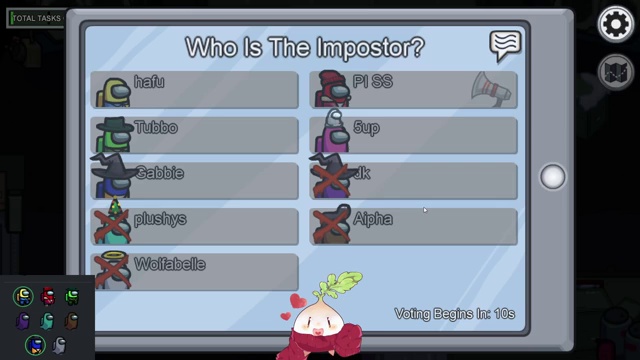 TOTAL TASKS
Who Is The Impostor?
hafu
PI SS
Tubbo
5up
Gabbie
jk
plushys
Aipha
Wolfabelle
Voting Begins In: 10s